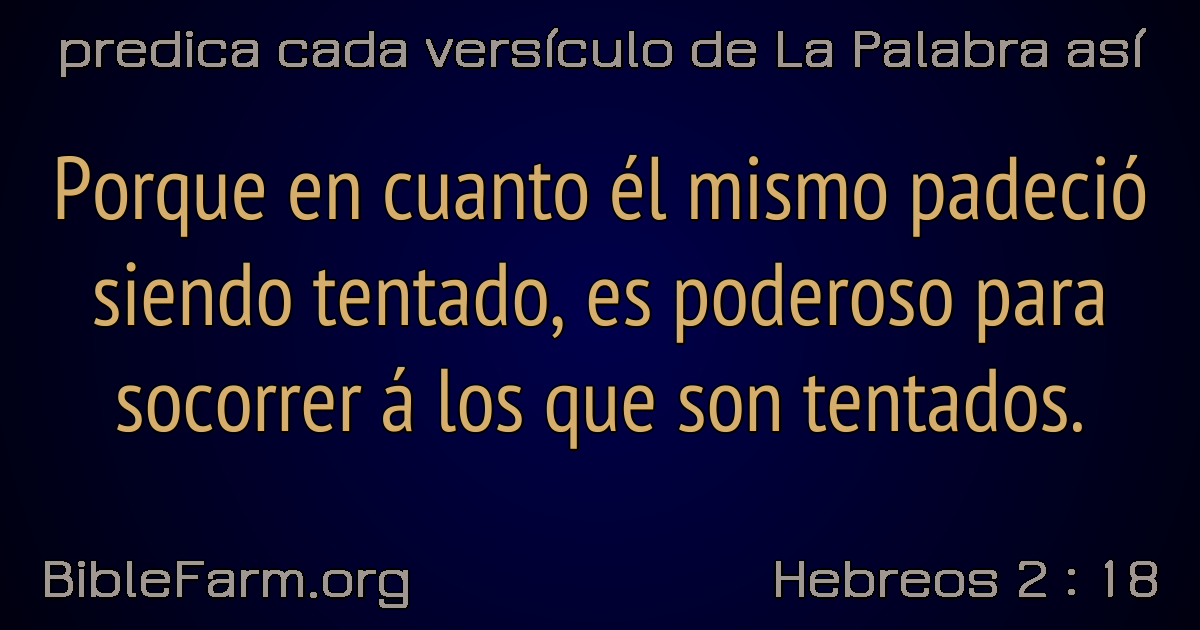 predica cada versículo de La Palabra así
Porque en cuanto él mismo padeció
siendo tentado, es poderoso para
socorrer á los que son tentados.
BibleFarm.org
Hebreos 2 : 18